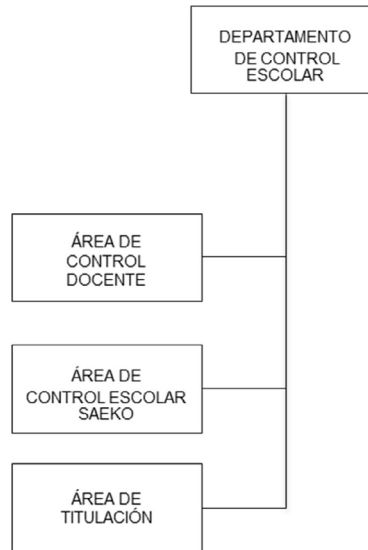 DEPARTAMENTO
DE CONTROL
ESCOLAR
ÁREA DE
CONTROL
DOCENTE
ÁREA DE
CONTROL ESCOLAR
SAEKO
ÁREA DE
TITULACIÓN